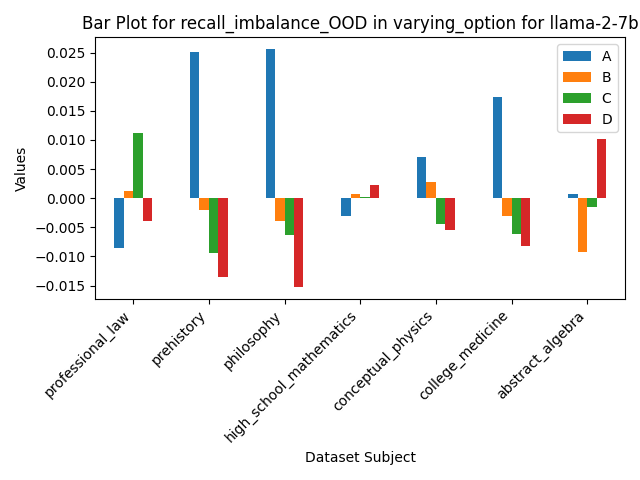 Bar Plot for recall_imbalance_OOD in varying_option for llama-2-7b
0.025
0.020
0.015
0.010
0.005
0.000
−0.005
−0.010
−0.015
Values
A
B
C
D
professional_law
prehistory
philosophy
high_school_mathematics
conceptual_physics
college_medicine
abstract_algebra
Dataset Subject